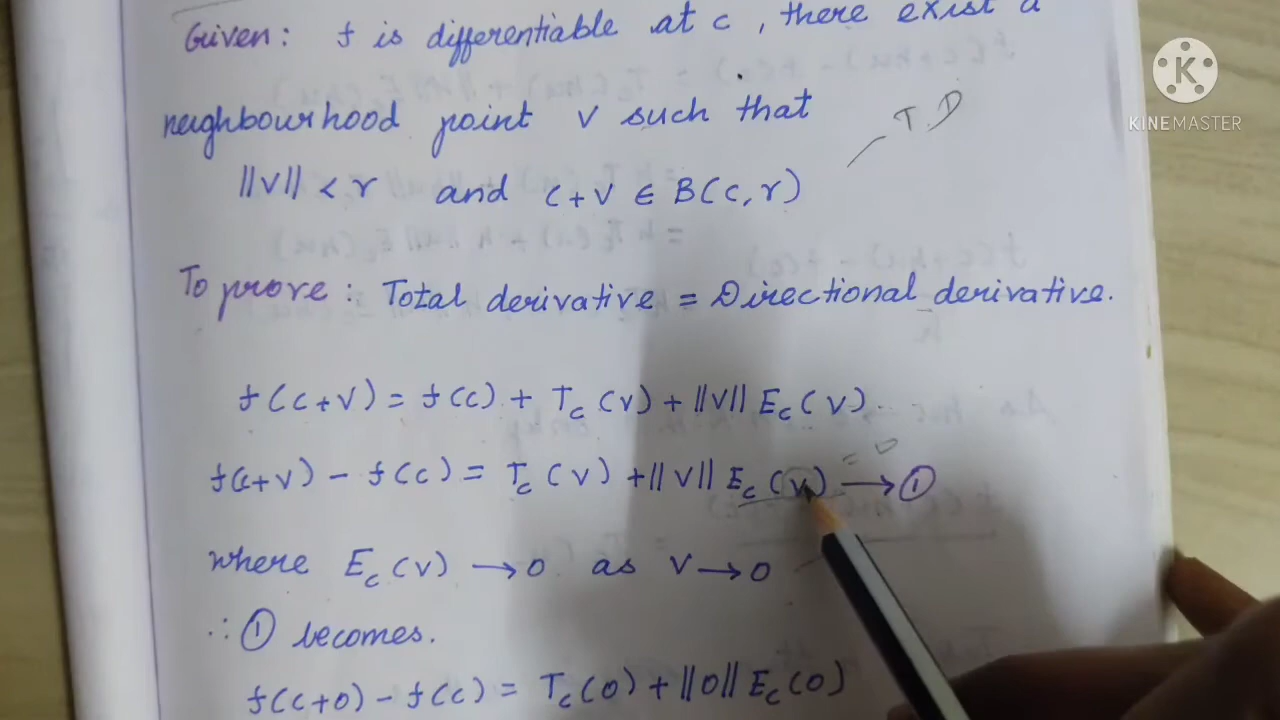 Given: f is differentiable at c, there exist a
neighbourhood point v such that
T.D
||v|| < r and c+v ∈ B(c,r)
To prove: Total derivative = Directional derivative.
f(c+v) = f(c) + T_c(v) + ||v|| E_c(v)
= 0
f(c+v) - f(c) = T_c(v) + ||v|| E_c(v) → ①
where E_c(v) → 0 as v → 0
∴ ① becomes.
f(c+0) - f(c) = T_c(0) + ||0|| E_c(0)
K
KINEMASTER